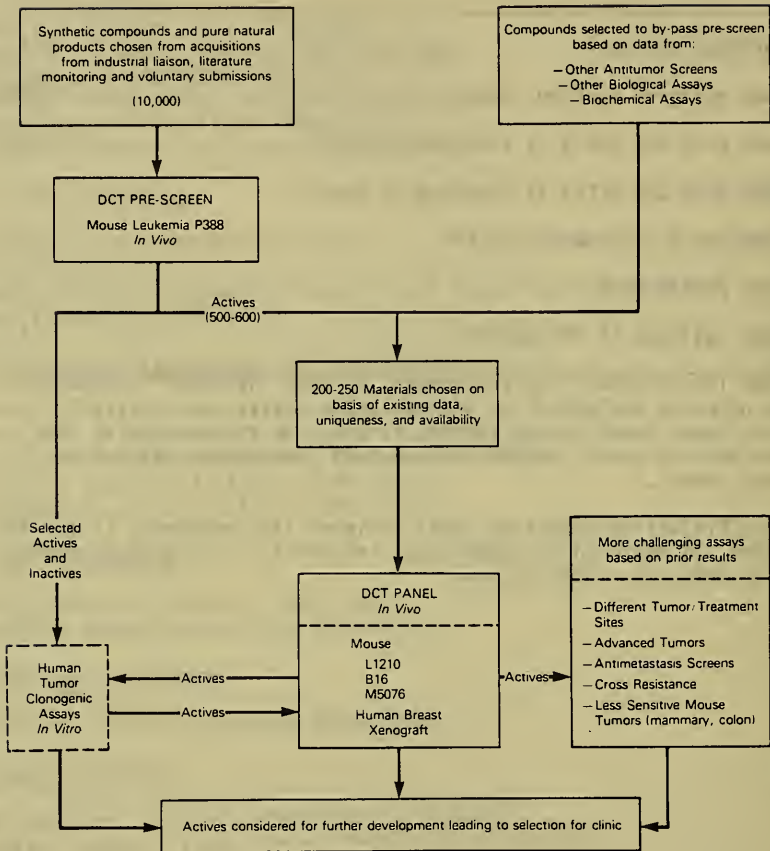 Synthetic compounds and pure natural
products chosen from acquisitions
from industrial liaison, literature
monitoring and voluntary submissions
(10,000)
Compounds selected to by-pass pre-screen
based on data from:
— Other Antitumor Screens
— Other Biological Assays
— Biochemical Assays
DCT PRE-SCREEN
Mouse Leukemia P388
In Vivo
Actives
(500-600)
200-250 Materials chosen on
basis of existing data,
uniqueness, and availability
Selected
Actives
and
Inactives
More challenging assays
based on prior results
— Different Tumor/Treatment
Sites
— Advanced Tumors
— Antimetastasis Screens
— Cross Resistance
— Less Sensitive Mouse
Tumors (mammary, colon)
DCT PANEL
In Vivo
Mouse
L1210
B16
M5076
Human Breast
Xenograft
Human
Tumor
Clonogenic
Assays
In Vitro
Actives
Actives
Actives
Actives considered for further development leading to selection for clinic